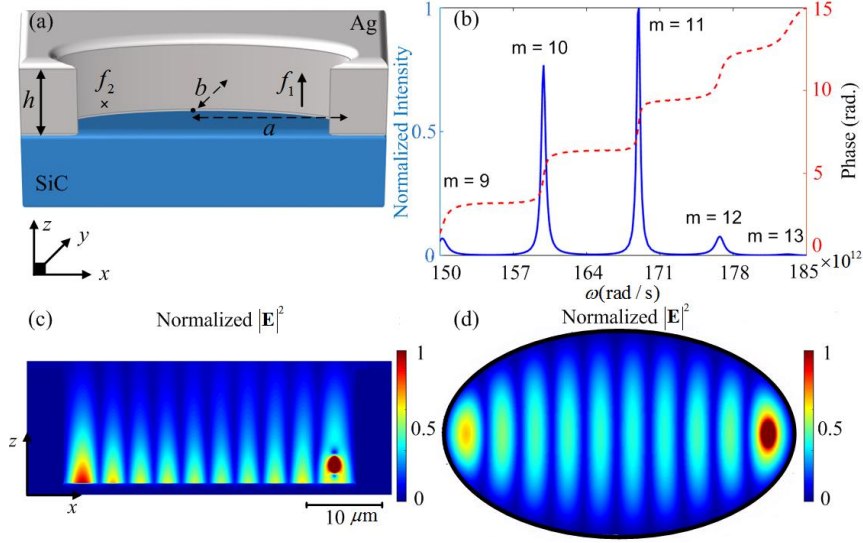 (a)
Ag
f₂
b
f₁
h
a
SiC
z
y
x
(b)
Normalized Intensity
1
0.5
0
m = 9
m = 10
m = 11
m = 12
m = 13
15
10
5
0
Phase (rad.)
150 157 164 171 178 185 ×10¹²
ω(rad / s)
(c) Normalized |E|²
z
x
10 μm
1
0.5
0
(d) Normalized |E|²
1
0.5
0